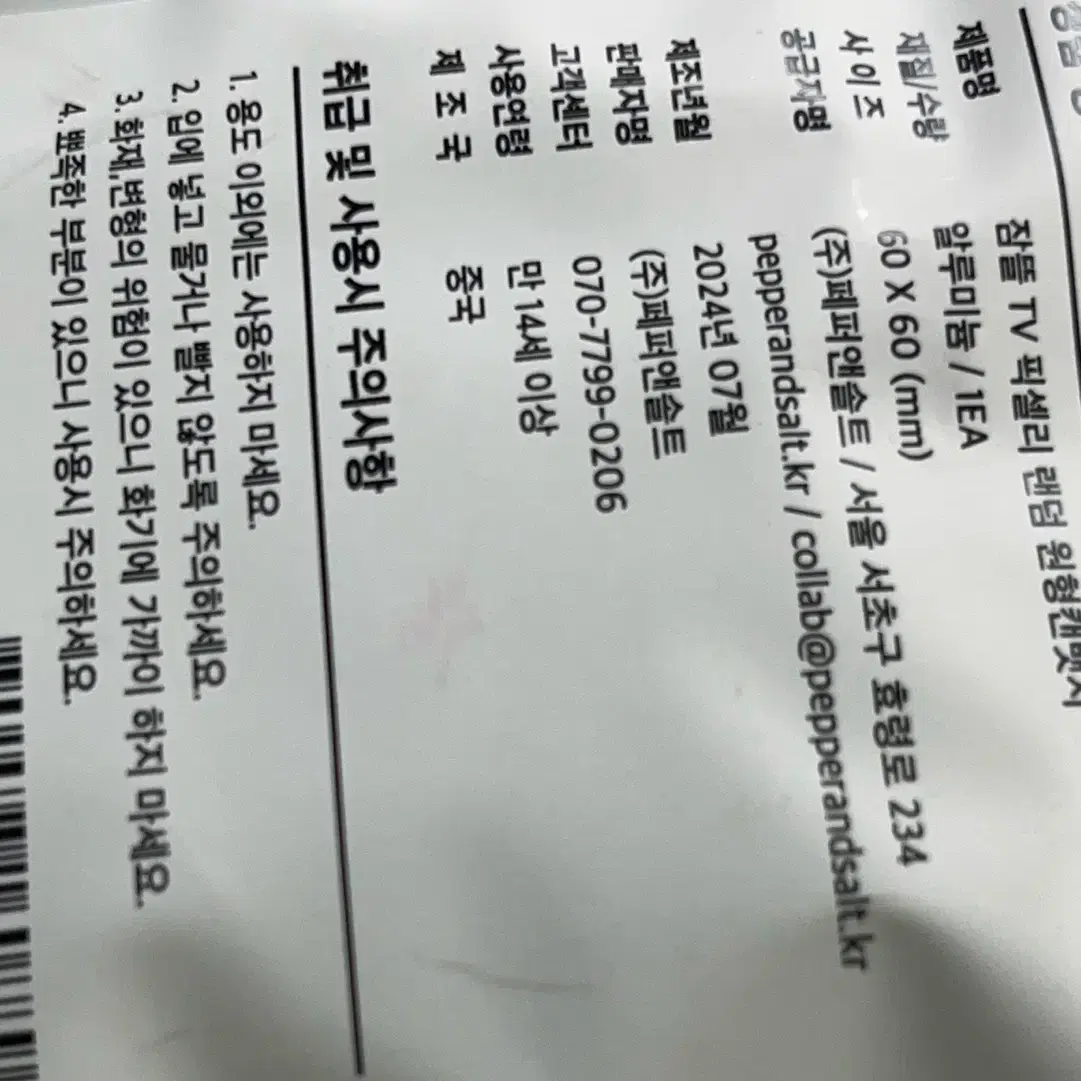 제품명 잠뜰 TV 픽셀리 랜덤 원형캔뱃지
재질/수량 알루미늄 / 1EA
사 이 즈 60 X 60 (mm)
공급자명 (주)페퍼앤솔트 / 서울 서초구 효령로 234
pepperandsalt.kr / collab@pepperandsalt.kr
제조년월 2024년 07월
판매자명 (주)페퍼앤솔트
고객센터 070-7799-0206
사용연령 만 14세 이상
제 조 국 중국
취급 및 사용시 주의사항
1. 용도 이외에는 사용하지 마세요.
2. 입에 넣고 물거나 빨지 않도록 주의하세요.
3. 화재,변형의 위험이 있으니 화기에 가까이 하지 마세요.
4. 뾰족한 부분이 있으니 사용시 주의하세요.